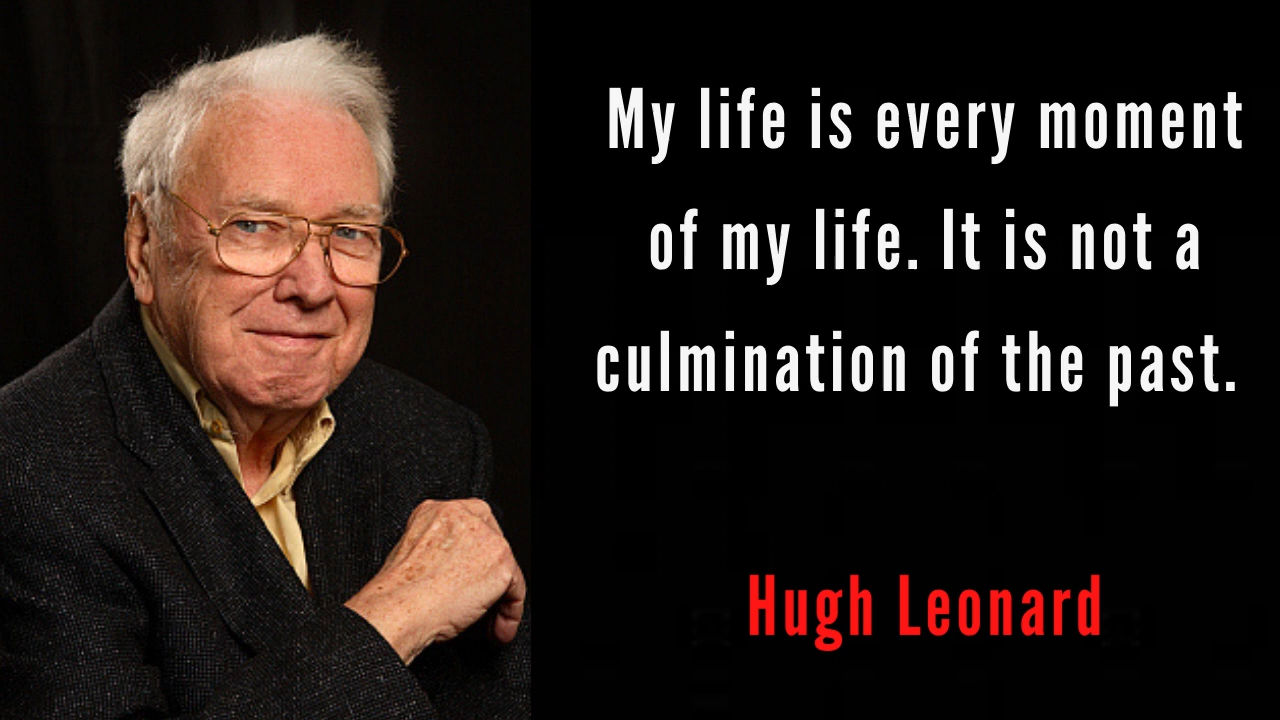 My life is every moment
of my life. It is not a
culmination of the past.
Hugh Leonard